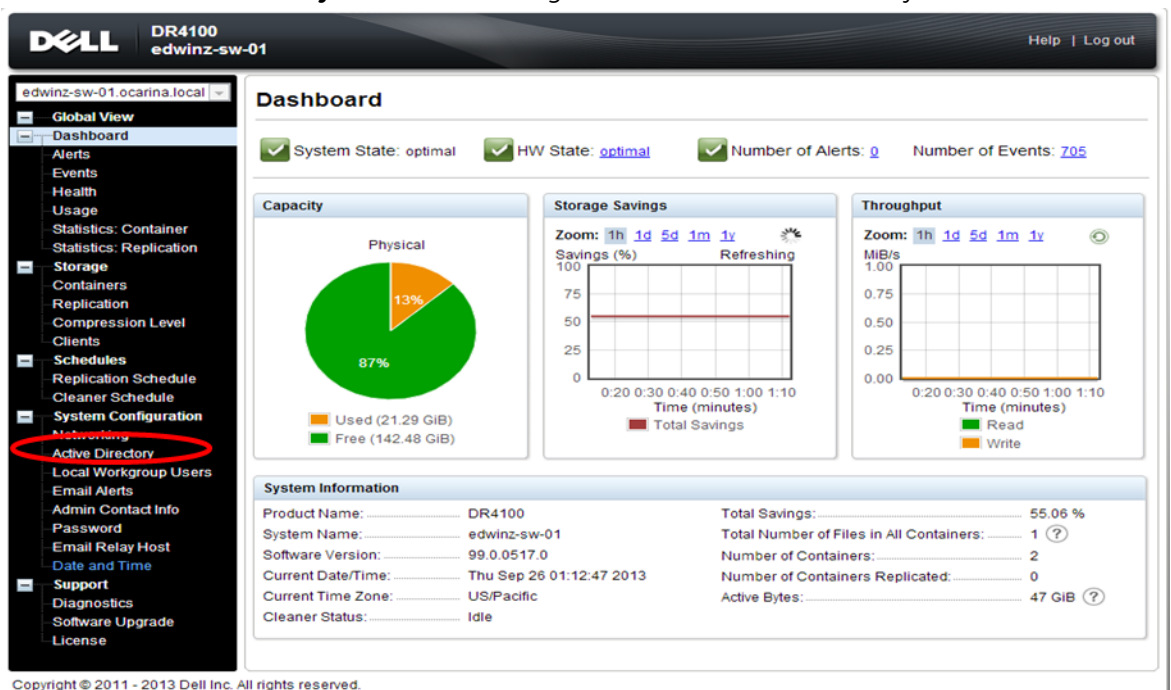 DELL
DR4100
edwinz-sw-01
Help | Log out
edwinz-sw-01.ocarina.local
Global View
Dashboard
Alerts
Events
Health
Usage
Statistics: Container
Statistics: Replication
Storage
Containers
Replication
Compression Level
Clients
Schedules
Replication Schedule
Cleaner Schedule
System Configuration
Networking
Active Directory
Local Workgroup Users
Email Alerts
Admin Contact Info
Password
Email Relay Host
Date and Time
Support
Diagnostics
Software Upgrade
License
Dashboard
System State: optimal HW State: optimal Number of Alerts: 0 Number of Events: 705
Capacity
Physical
13%
87%
Used (21.29 GiB)
Free (142.48 GiB)
Storage Savings
Zoom: 1h 1d 5d 1m 1y
Savings (%) Refreshing
100
75
50
25
0
0:20 0:30 0:40 0:50 1:00 1:10
Time (minutes)
Total Savings
Throughput
Zoom: 1h 1d 5d 1m 1y
MiB/s
1.00
0.75
0.50
0.25
0.00
0:20 0:30 0:40 0:50 1:00 1:10
Time (minutes)
Read
Write
System Information
Product Name: DR4100
System Name: edwinz-sw-01
Software Version: 99.0.0517.0
Current Date/Time: Thu Sep 26 01:12:47 2013
Current Time Zone: US/Pacific
Cleaner Status: Idle
Total Savings: 55.06 %
Total Number of Files in All Containers: 1 ?
Number of Containers: 2
Number of Containers Replicated: 0
Active Bytes: 47 GiB ?
Copyright © 2011 - 2013 Dell Inc. All rights reserved.